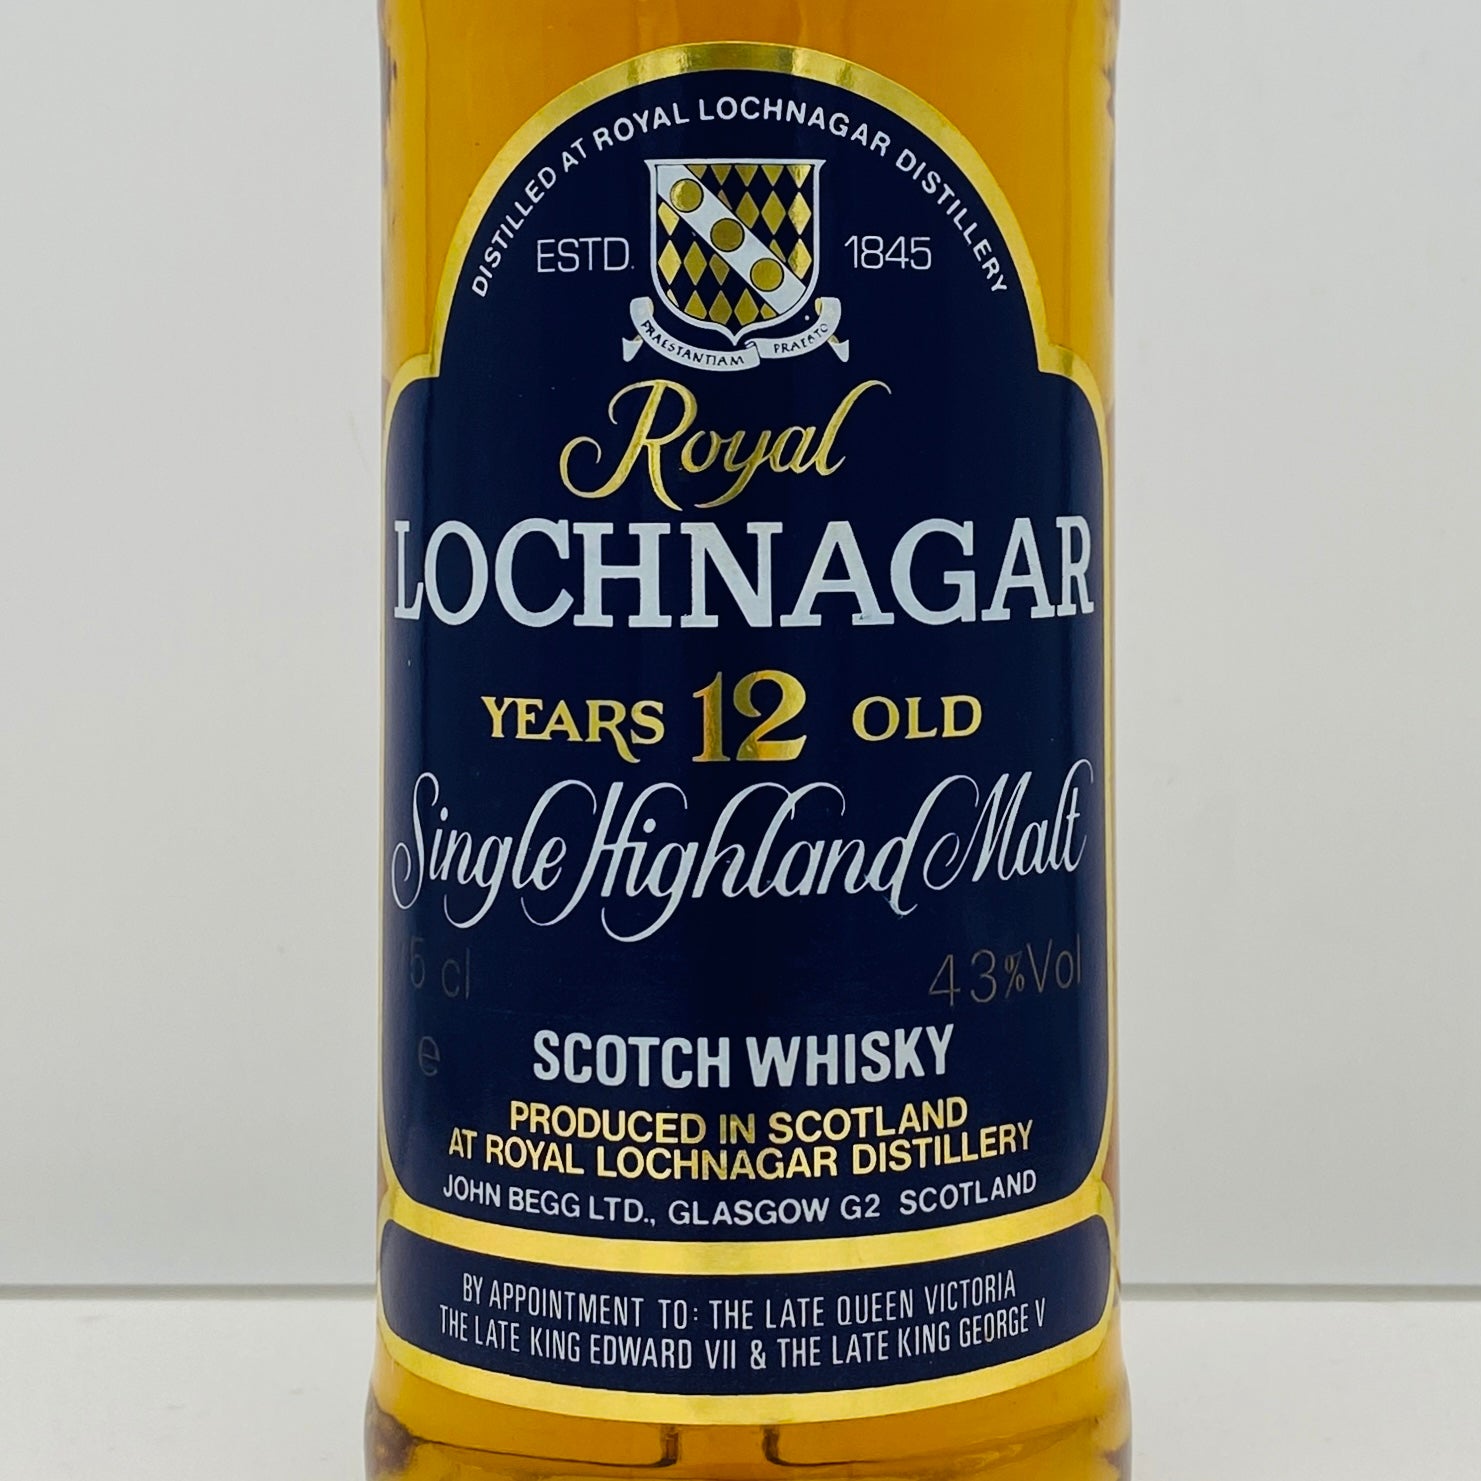 DISTILLED AT ROYAL LOCHNAGAR DISTILLERY
ESTD. 1845
PRAESTANTIAM
Royal
LOCHNAGAR
YEARS 12 OLD
Single Highland Malt
cl 43%Vol
e
SCOTCH WHISKY
PRODUCED IN SCOTLAND
AT ROYAL LOCHNAGAR DISTILLERY
JOHN BEGG LTD., GLASGOW G2 SCOTLAND
BY APPOINTMENT TO: THE LATE QUEEN VICTORIA
THE LATE KING EDWARD VII & THE LATE KING GEORGE V